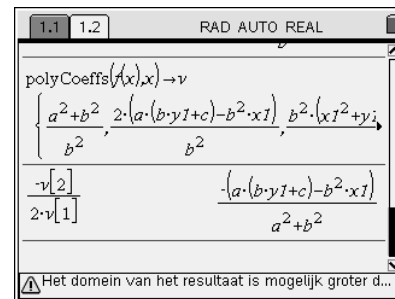 1.1 1.2 RAD AUTO REAL
polyCoeffs(f(x),x)→v
{ (a²+b²)/b², (2·(a·(b·y1+c)−b²·x1))/b², b²·(x1²+y1
-v[2]/(2·v[1]) -(a·(b·y1+c)−b²·x1)/(a²+b²)
⚠Het domein van het resultaat is mogelijk groter d...